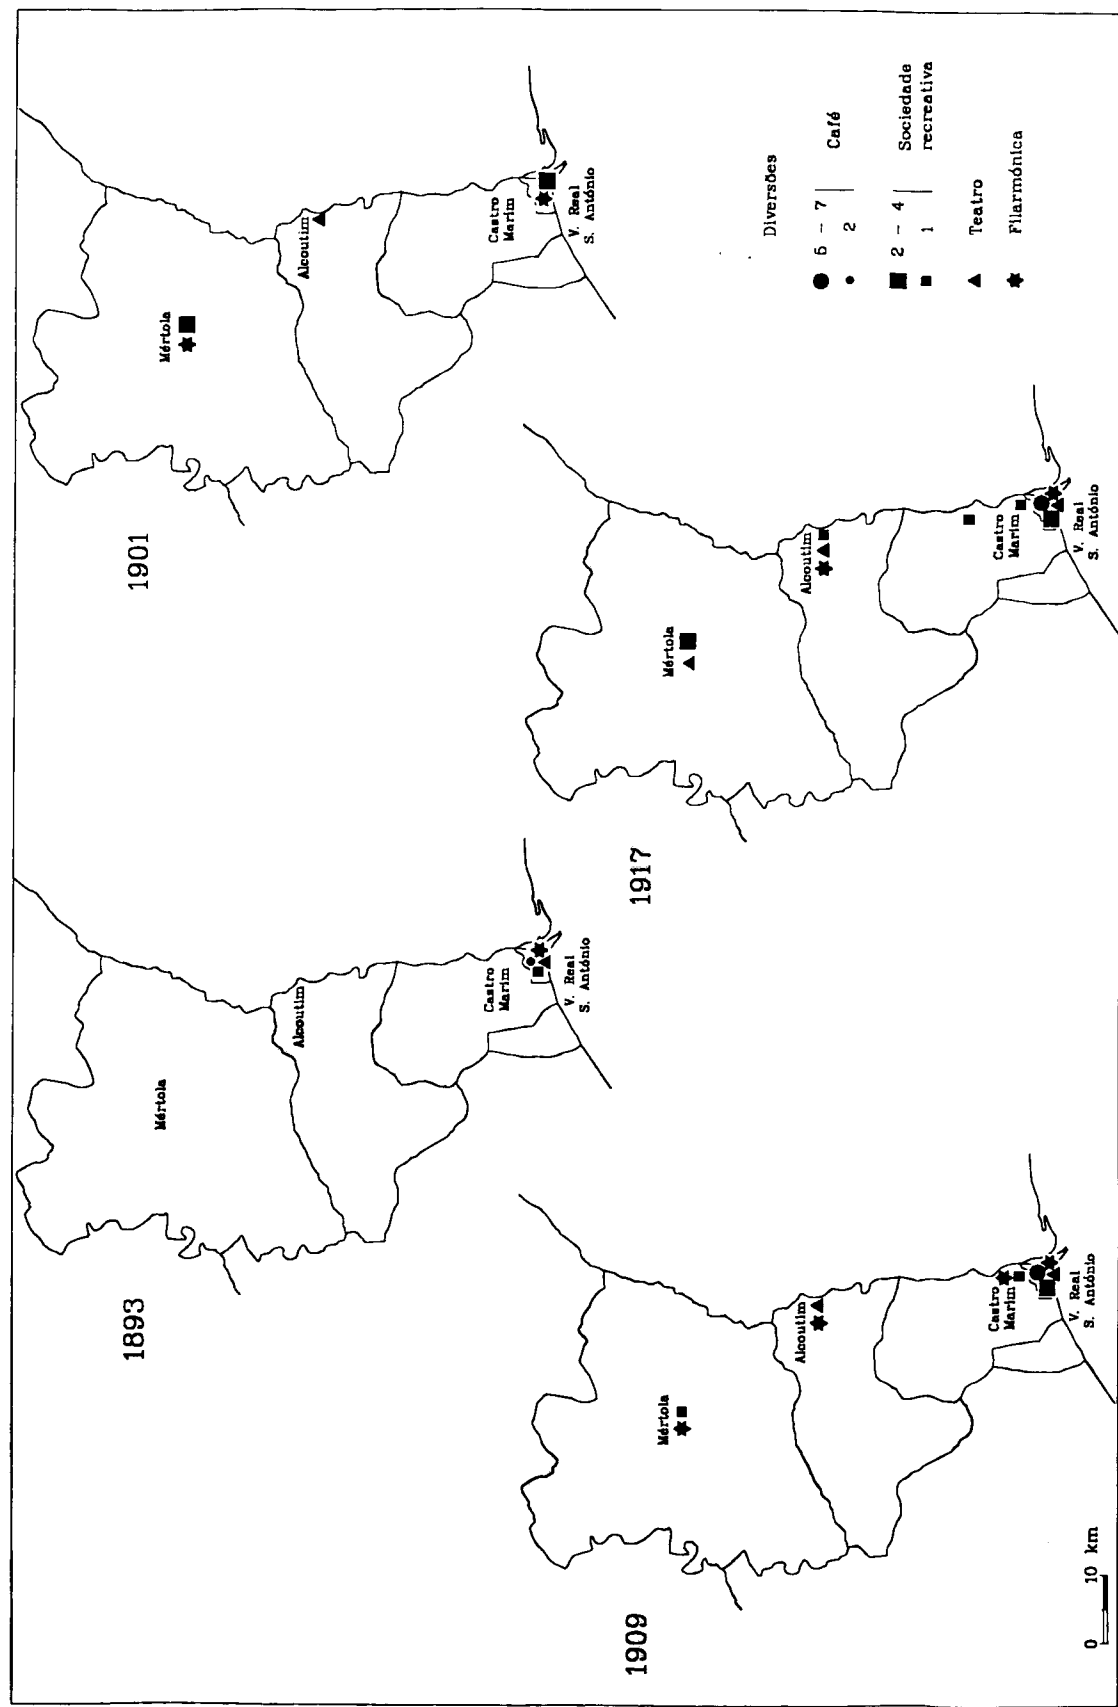 1893
Mértola
Alcoutim
Castro
Marim
V. Real
S. António
1901
Mértola
Alcoutim
Castro
Marim
V. Real
S. António
1909
Mértola
Alcoutim
Castro
Marim
V. Real
S. António
0 10 km
1917
Mértola
Alcoutim
Castro
Marim
V. Real
S. António
Diversões
6 - 7
2
Café
2 - 4
1
Sociedade
recreativa
Teatro
Filarmónica